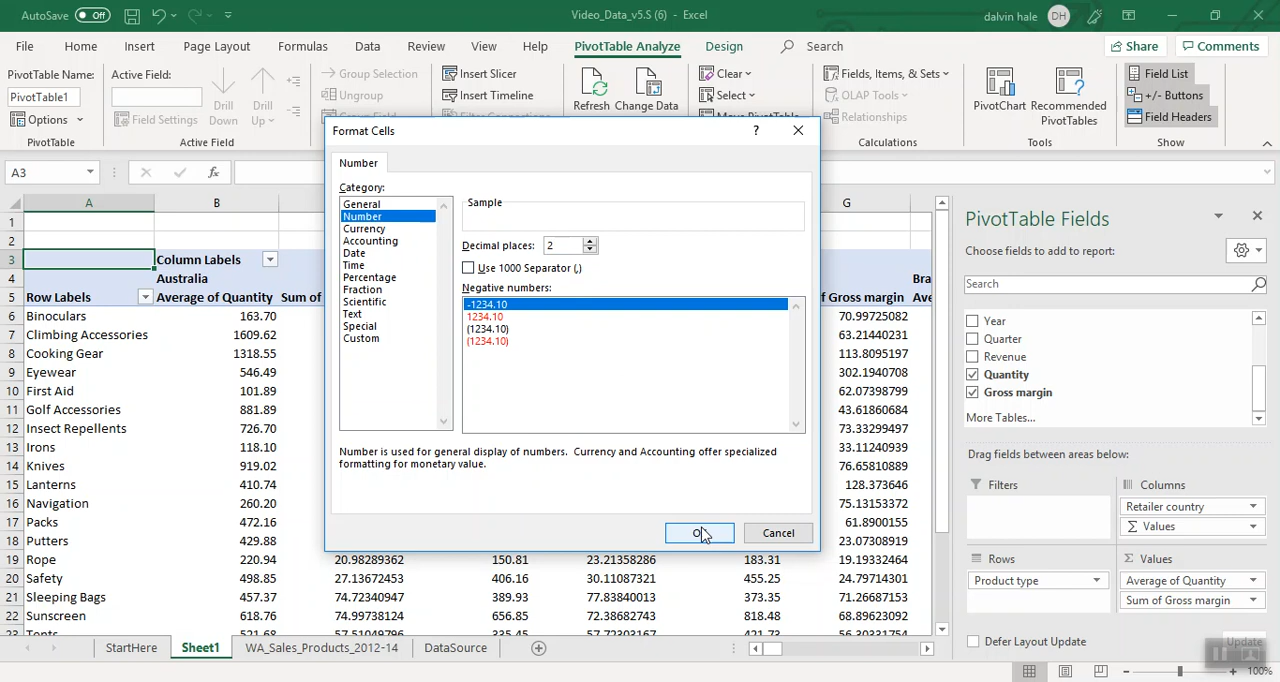 AutoSave Off Video_Data_v5.S (6) - Excel dalvin hale DH
File Home Insert Page Layout Formulas Data Review View Help PivotTable Analyze Design Search Share Comments
PivotTable Name: Active Field: Group Selection Insert Slicer Clear Fields, Items, & Sets Field List
PivotTable1 Ungroup Insert Timeline Refresh Change Data Select OLAP Tools PivotChart Recommended PivotTables +/- Buttons
Options Field Settings Drill Down Drill Up Relationships Field Headers
PivotTable Active Field Calculations Tools Show
Format Cells ? ×
Number
A3 fx
Category:
General
Number
Currency
Accounting
Date
Time
Percentage
Fraction
Scientific
Text
Special
Custom
Sample
Decimal places: 2
Use 1000 Separator (,)
Negative numbers:
-1234.10
1234.10
(1234.10)
(1234.10)
Number is used for general display of numbers. Currency and Accounting offer specialized
formatting for monetary value.
Cancel
A B G
1
2
3 Column Labels
4 Australia
5 Row Labels Average of Quantity Sum of Gross margin
6 Binoculars 163.70 70.99725082
7 Climbing Accessories 1609.62 63.21440231
8 Cooking Gear 1318.55 113.8095197
9 Eyewear 546.49 302.1940708
10 First Aid 101.89 62.07398799
11 Golf Accessories 881.89 43.61860684
12 Insect Repellents 726.70 73.33299497
13 Irons 118.10 33.11240939
14 Knives 919.02 76.65810889
15 Lanterns 410.74 128.373646
16 Navigation 260.20 75.13153372
17 Packs 472.16 61.8900155
18 Putters 429.88 23.07308919
19 Rope 220.94 20.98289362 150.81 23.21358286 183.31 19.19332464
20 Safety 498.85 27.13672453 406.16 30.11087321 455.25 24.79714301
21 Sleeping Bags 457.37 74.72340947 389.93 77.83840013 373.35 71.26687153
22 Sunscreen 618.76 74.99738124 656.85 72.38682743 818.48 68.89623092
23 Tents 521.68 57.51049796 335.45 57.72303167 421.73 56.30331754
StartHere Sheet1 WA_Sales_Products_2012-14 DataSource
PivotTable Fields
Choose fields to add to report:
Search
Year
Quarter
Revenue
Quantity
Gross margin
More Tables...
Drag fields between areas below:
Filters Columns
Retailer country
Σ Values
Rows Σ Values
Product type Average of Quantity
Sum of Gross margin
Defer Layout Update Update
100%